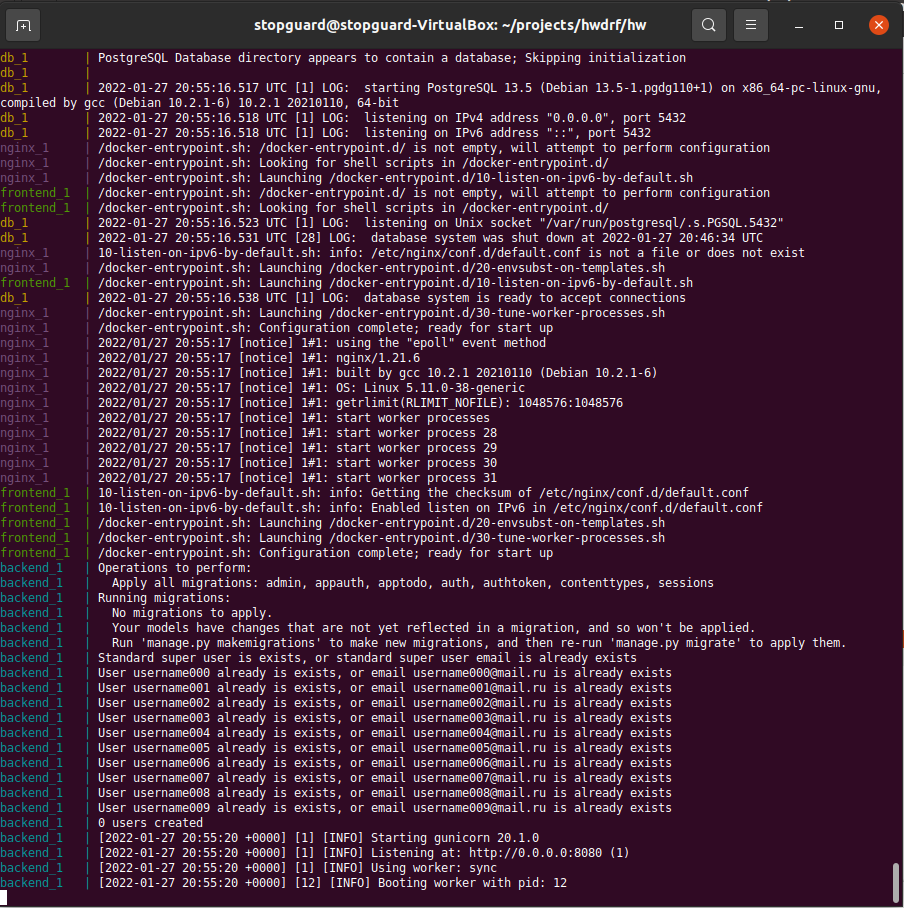 stopguard@stopguard-VirtualBox: ~/projects/hwdrf/hw
db_1 | PostgreSQL Database directory appears to contain a database; Skipping initialization
db_1 |
db_1 | 2022-01-27 20:55:16.517 UTC [1] LOG:  starting PostgreSQL 13.5 (Debian 13.5-1.pgdg110+1) on x86_64-pc-linux-gnu,
compiled by gcc (Debian 10.2.1-6) 10.2.1 20210110, 64-bit
db_1 | 2022-01-27 20:55:16.518 UTC [1] LOG:  listening on IPv4 address "0.0.0.0", port 5432
db_1 | 2022-01-27 20:55:16.518 UTC [1] LOG:  listening on IPv6 address "::", port 5432
nginx_1 | /docker-entrypoint.sh: /docker-entrypoint.d/ is not empty, will attempt to perform configuration
nginx_1 | /docker-entrypoint.sh: Looking for shell scripts in /docker-entrypoint.d/
nginx_1 | /docker-entrypoint.sh: Launching /docker-entrypoint.d/10-listen-on-ipv6-by-default.sh
frontend_1 | /docker-entrypoint.sh: /docker-entrypoint.d/ is not empty, will attempt to perform configuration
frontend_1 | /docker-entrypoint.sh: Looking for shell scripts in /docker-entrypoint.d/
db_1 | 2022-01-27 20:55:16.523 UTC [1] LOG:  listening on Unix socket "/var/run/postgresql/.s.PGSQL.5432"
db_1 | 2022-01-27 20:55:16.531 UTC [28] LOG:  database system was shut down at 2022-01-27 20:46:34 UTC
nginx_1 | 10-listen-on-ipv6-by-default.sh: info: /etc/nginx/conf.d/default.conf is not a file or does not exist
nginx_1 | /docker-entrypoint.sh: Launching /docker-entrypoint.d/20-envsubst-on-templates.sh
frontend_1 | /docker-entrypoint.sh: Launching /docker-entrypoint.d/10-listen-on-ipv6-by-default.sh
db_1 | 2022-01-27 20:55:16.538 UTC [1] LOG:  database system is ready to accept connections
nginx_1 | /docker-entrypoint.sh: Launching /docker-entrypoint.d/30-tune-worker-processes.sh
nginx_1 | /docker-entrypoint.sh: Configuration complete; ready for start up
nginx_1 | 2022/01/27 20:55:17 [notice] 1#1: using the "epoll" event method
nginx_1 | 2022/01/27 20:55:17 [notice] 1#1: nginx/1.21.6
nginx_1 | 2022/01/27 20:55:17 [notice] 1#1: built by gcc 10.2.1 20210110 (Debian 10.2.1-6)
nginx_1 | 2022/01/27 20:55:17 [notice] 1#1: OS: Linux 5.11.0-38-generic
nginx_1 | 2022/01/27 20:55:17 [notice] 1#1: getrlimit(RLIMIT_NOFILE): 1048576:1048576
nginx_1 | 2022/01/27 20:55:17 [notice] 1#1: start worker processes
nginx_1 | 2022/01/27 20:55:17 [notice] 1#1: start worker process 28
nginx_1 | 2022/01/27 20:55:17 [notice] 1#1: start worker process 29
nginx_1 | 2022/01/27 20:55:17 [notice] 1#1: start worker process 30
nginx_1 | 2022/01/27 20:55:17 [notice] 1#1: start worker process 31
frontend_1 | 10-listen-on-ipv6-by-default.sh: info: Getting the checksum of /etc/nginx/conf.d/default.conf
frontend_1 | 10-listen-on-ipv6-by-default.sh: info: Enabled listen on IPv6 in /etc/nginx/conf.d/default.conf
frontend_1 | /docker-entrypoint.sh: Launching /docker-entrypoint.d/20-envsubst-on-templates.sh
frontend_1 | /docker-entrypoint.sh: Launching /docker-entrypoint.d/30-tune-worker-processes.sh
frontend_1 | /docker-entrypoint.sh: Configuration complete; ready for start up
backend_1 | Operations to perform:
backend_1 |   Apply all migrations: admin, appauth, apptodo, auth, authtoken, contenttypes, sessions
backend_1 | Running migrations:
backend_1 |   No migrations to apply.
backend_1 |   Your models have changes that are not yet reflected in a migration, and so won't be applied.
backend_1 |   Run 'manage.py makemigrations' to make new migrations, and then re-run 'manage.py migrate' to apply them.
backend_1 | Standard super user is exists, or standard super user email is already exists
backend_1 | User username000 already is exists, or email username000@mail.ru is already exists
backend_1 | User username001 already is exists, or email username001@mail.ru is already exists
backend_1 | User username002 already is exists, or email username002@mail.ru is already exists
backend_1 | User username003 already is exists, or email username003@mail.ru is already exists
backend_1 | User username004 already is exists, or email username004@mail.ru is already exists
backend_1 | User username005 already is exists, or email username005@mail.ru is already exists
backend_1 | User username006 already is exists, or email username006@mail.ru is already exists
backend_1 | User username007 already is exists, or email username007@mail.ru is already exists
backend_1 | User username008 already is exists, or email username008@mail.ru is already exists
backend_1 | User username009 already is exists, or email username009@mail.ru is already exists
backend_1 | 0 users created
backend_1 | [2022-01-27 20:55:20 +0000] [1] [INFO] Starting gunicorn 20.1.0
backend_1 | [2022-01-27 20:55:20 +0000] [1] [INFO] Listening at: http://0.0.0.0:8080 (1)
backend_1 | [2022-01-27 20:55:20 +0000] [1] [INFO] Using worker: sync
backend_1 | [2022-01-27 20:55:20 +0000] [12] [INFO] Booting worker with pid: 12